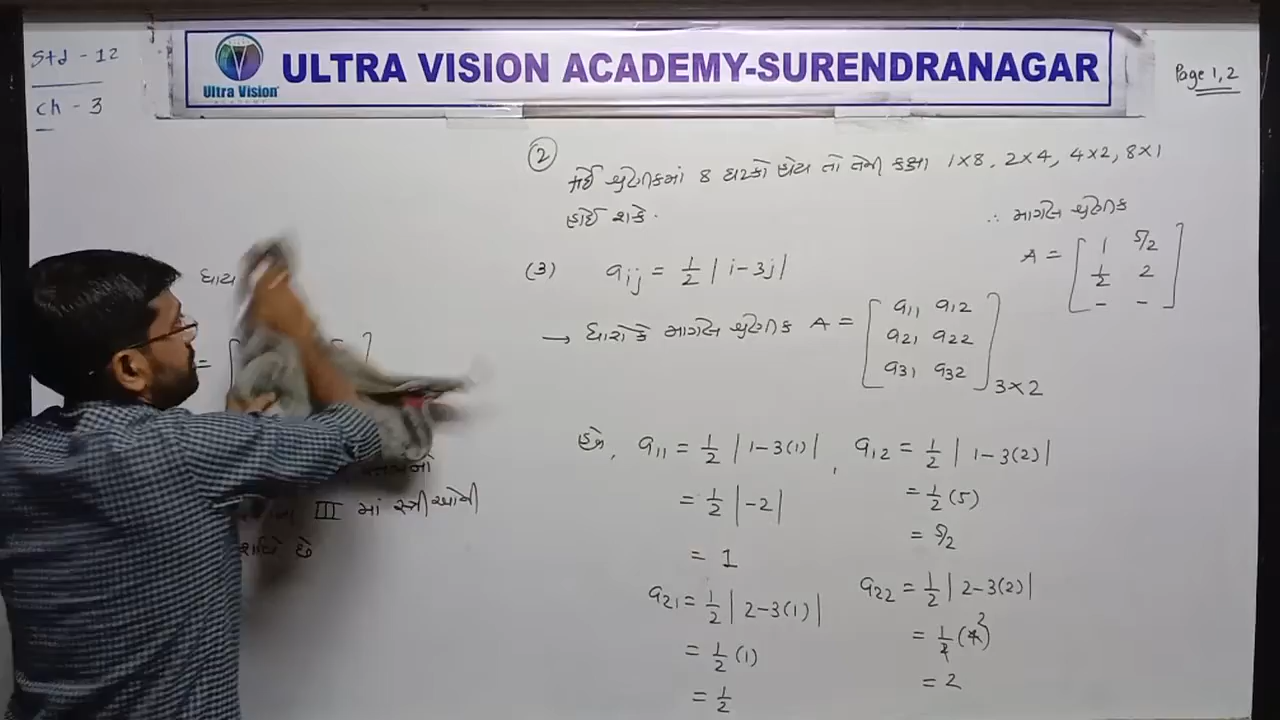 Std - 12
ch - 3
Ultra Vision
ACADEMY
ULTRA VISION ACADEMY-SURENDRANAGAR
Page 1, 2
ધારો
=
III માં સ્ત્રીઓની
દર્શાવે છે
(2)
જો શ્રેણિકમાં 8 ઘટકો હોય તો તેની કક્ષા 1×8, 2×4, 4×2, 8×1
હોઈ શકે.
(3) aij = 1/2 | i-3j |
→ ધારો કે માંગેલ શ્રેણિક A = [ a11 a12
a21 a22
a31 a32 ] 3×2
∴ માંગેલ શ્રેણિક
A = [ 1 5/2
1/2 2
- - ]
હવે, a11 = 1/2 | 1-3(1) | , a12 = 1/2 | 1-3(2) |
= 1/2 | -2 | = 1/2 (5)
= 1 = 5/2
a21 = 1/2 | 2-3(1) | a22 = 1/2 | 2-3(2) |
= 1/2 (1) = 1/2 (4) 2
= 1/2 = 2